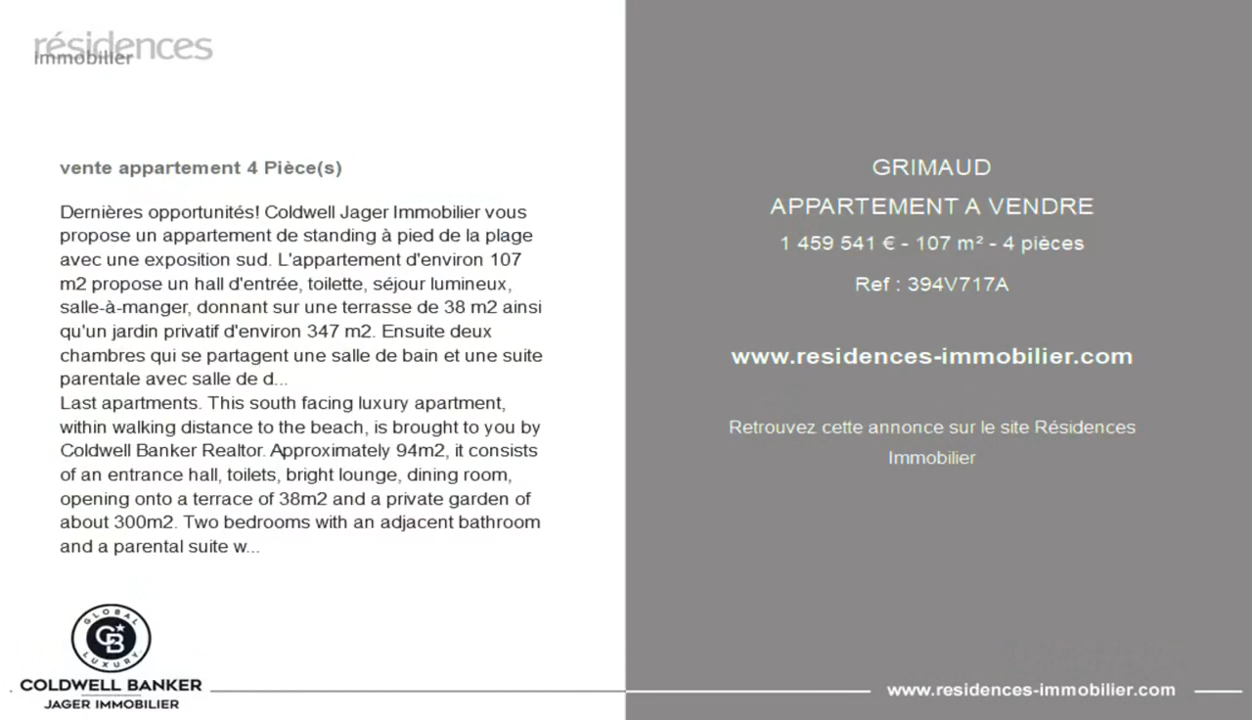 résidences
immobilier
vente appartement 4 Pièce(s)
Dernières opportunités! Coldwell Jager Immobilier vous
propose un appartement de standing à pied de la plage
avec une exposition sud. L'appartement d'environ 107
m2 propose un hall d'entrée, toilette, séjour lumineux,
salle-à-manger, donnant sur une terrasse de 38 m2 ainsi
qu'un jardin privatif d'environ 347 m2. Ensuite deux
chambres qui se partagent une salle de bain et une suite
parentale avec salle de d...
Last apartments. This south facing luxury apartment,
within walking distance to the beach, is brought to you by
Coldwell Banker Realtor. Approximately 94m2, it consists
of an entrance hall, toilets, bright lounge, dining room,
opening onto a terrace of 38m2 and a private garden of
about 300m2. Two bedrooms with an adjacent bathroom
and a parental suite w...
GLOBAL
CB
LUXURY
COLDWELL BANKER
JAGER IMMOBILIER
GRIMAUD
APPARTEMENT A VENDRE
1 459 541 € - 107 m² - 4 pièces
Ref : 394V717A
www.residences-immobilier.com
Retrouvez cette annonce sur le site Résidences
Immobilier
www.residences-immobilier.com